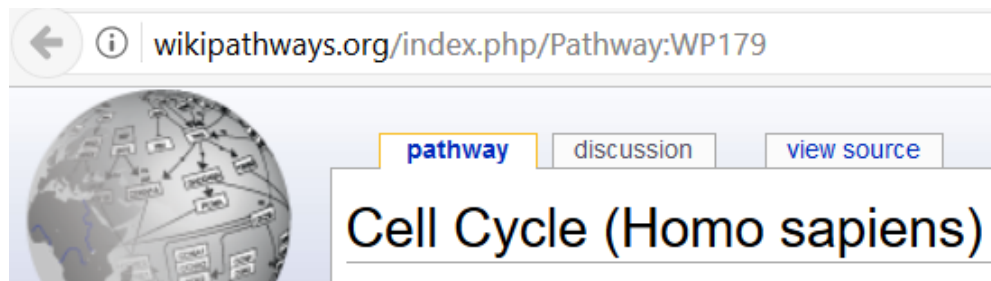 wikipathways.org/index.php/Pathway:WP179
pathway discussion view source
Cell Cycle (Homo sapiens)